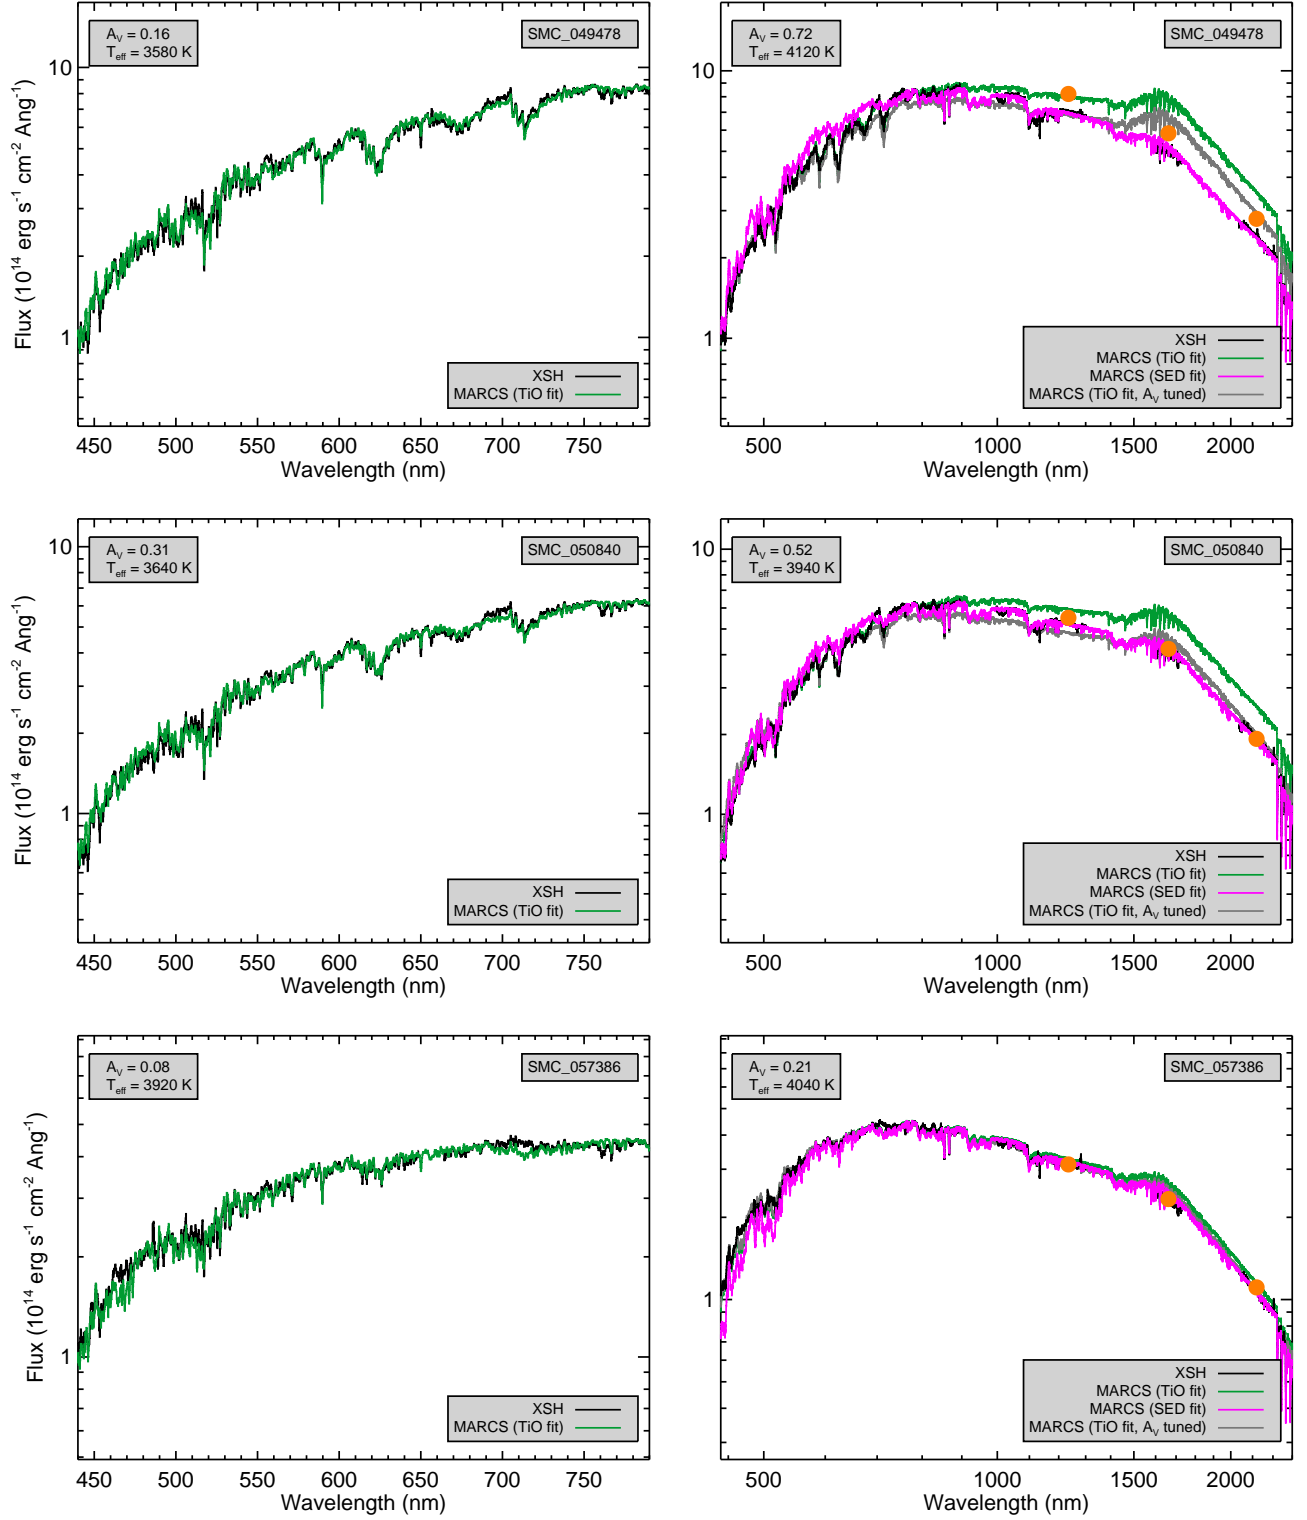 A_V = 0.16
T_eff = 3580 K
SMC_049478
10
1
Flux (10^14 erg s^-1 cm^-2 Ang^-1)
XSH
MARCS (TiO fit)
450 500 550 600 650 700 750
Wavelength (nm)
A_V = 0.72
T_eff = 4120 K
SMC_049478
10
1
XSH
MARCS (TiO fit)
MARCS (SED fit)
MARCS (TiO fit, A_V tuned)
500 1000 1500 2000
Wavelength (nm)
A_V = 0.31
T_eff = 3640 K
SMC_050840
10
1
Flux (10^14 erg s^-1 cm^-2 Ang^-1)
XSH
MARCS (TiO fit)
450 500 550 600 650 700 750
Wavelength (nm)
A_V = 0.52
T_eff = 3940 K
SMC_050840
10
1
XSH
MARCS (TiO fit)
MARCS (SED fit)
MARCS (TiO fit, A_V tuned)
500 1000 1500 2000
Wavelength (nm)
A_V = 0.08
T_eff = 3920 K
SMC_057386
1
Flux (10^14 erg s^-1 cm^-2 Ang^-1)
XSH
MARCS (TiO fit)
450 500 550 600 650 700 750
Wavelength (nm)
A_V = 0.21
T_eff = 4040 K
SMC_057386
1
XSH
MARCS (TiO fit)
MARCS (SED fit)
MARCS (TiO fit, A_V tuned)
500 1000 1500 2000
Wavelength (nm)